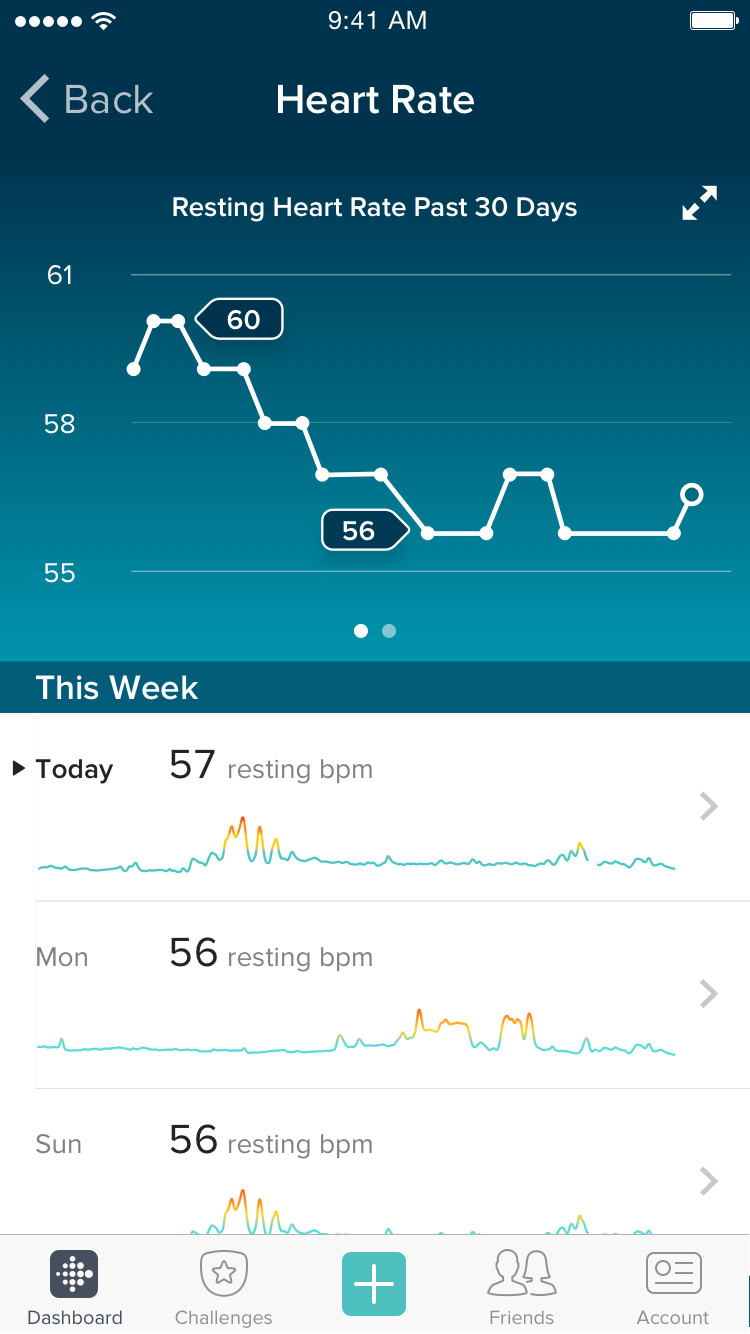 9:41 AM
Back
Heart Rate
Resting Heart Rate Past 30 Days
61
60
58
56
55
This Week
Today 57 resting bpm
Mon 56 resting bpm
Sun 56 resting bpm
Dashboard Challenges Friends Account